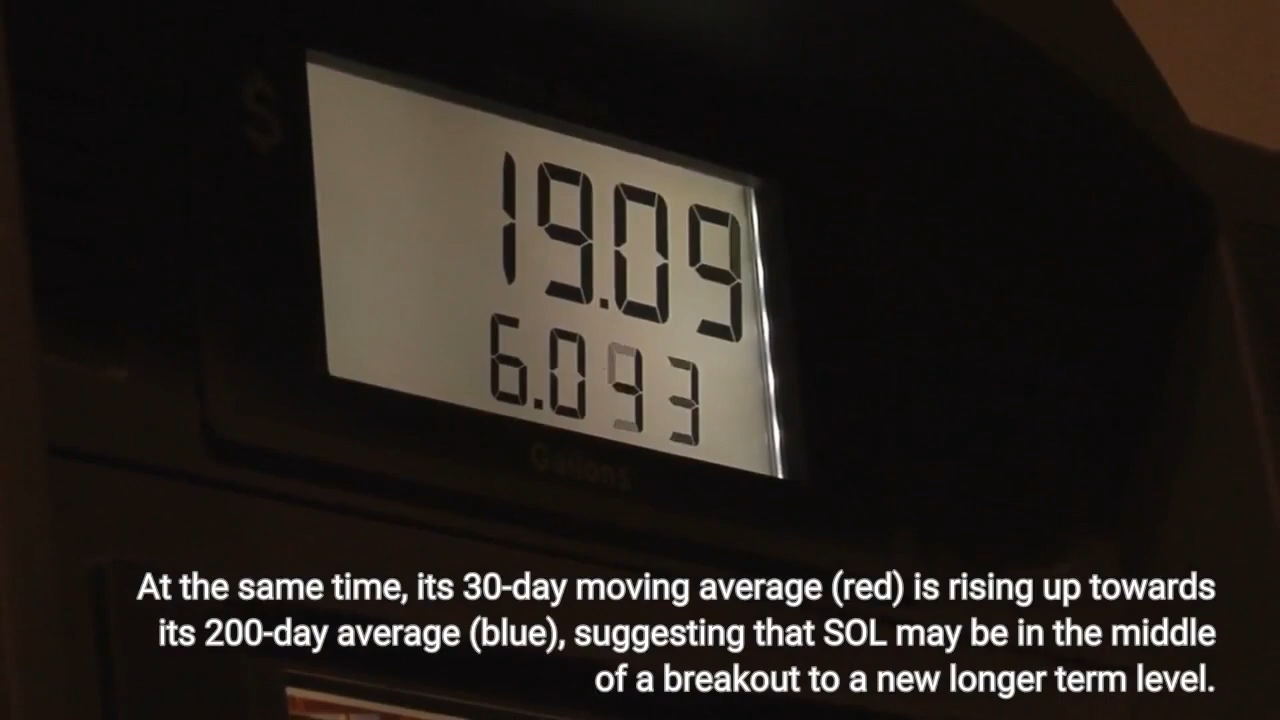 $
19.09
6.093
Gallons
At the same time, its 30-day moving average (red) is rising up towards
its 200-day average (blue), suggesting that SOL may be in the middle
of a breakout to a new longer term level.